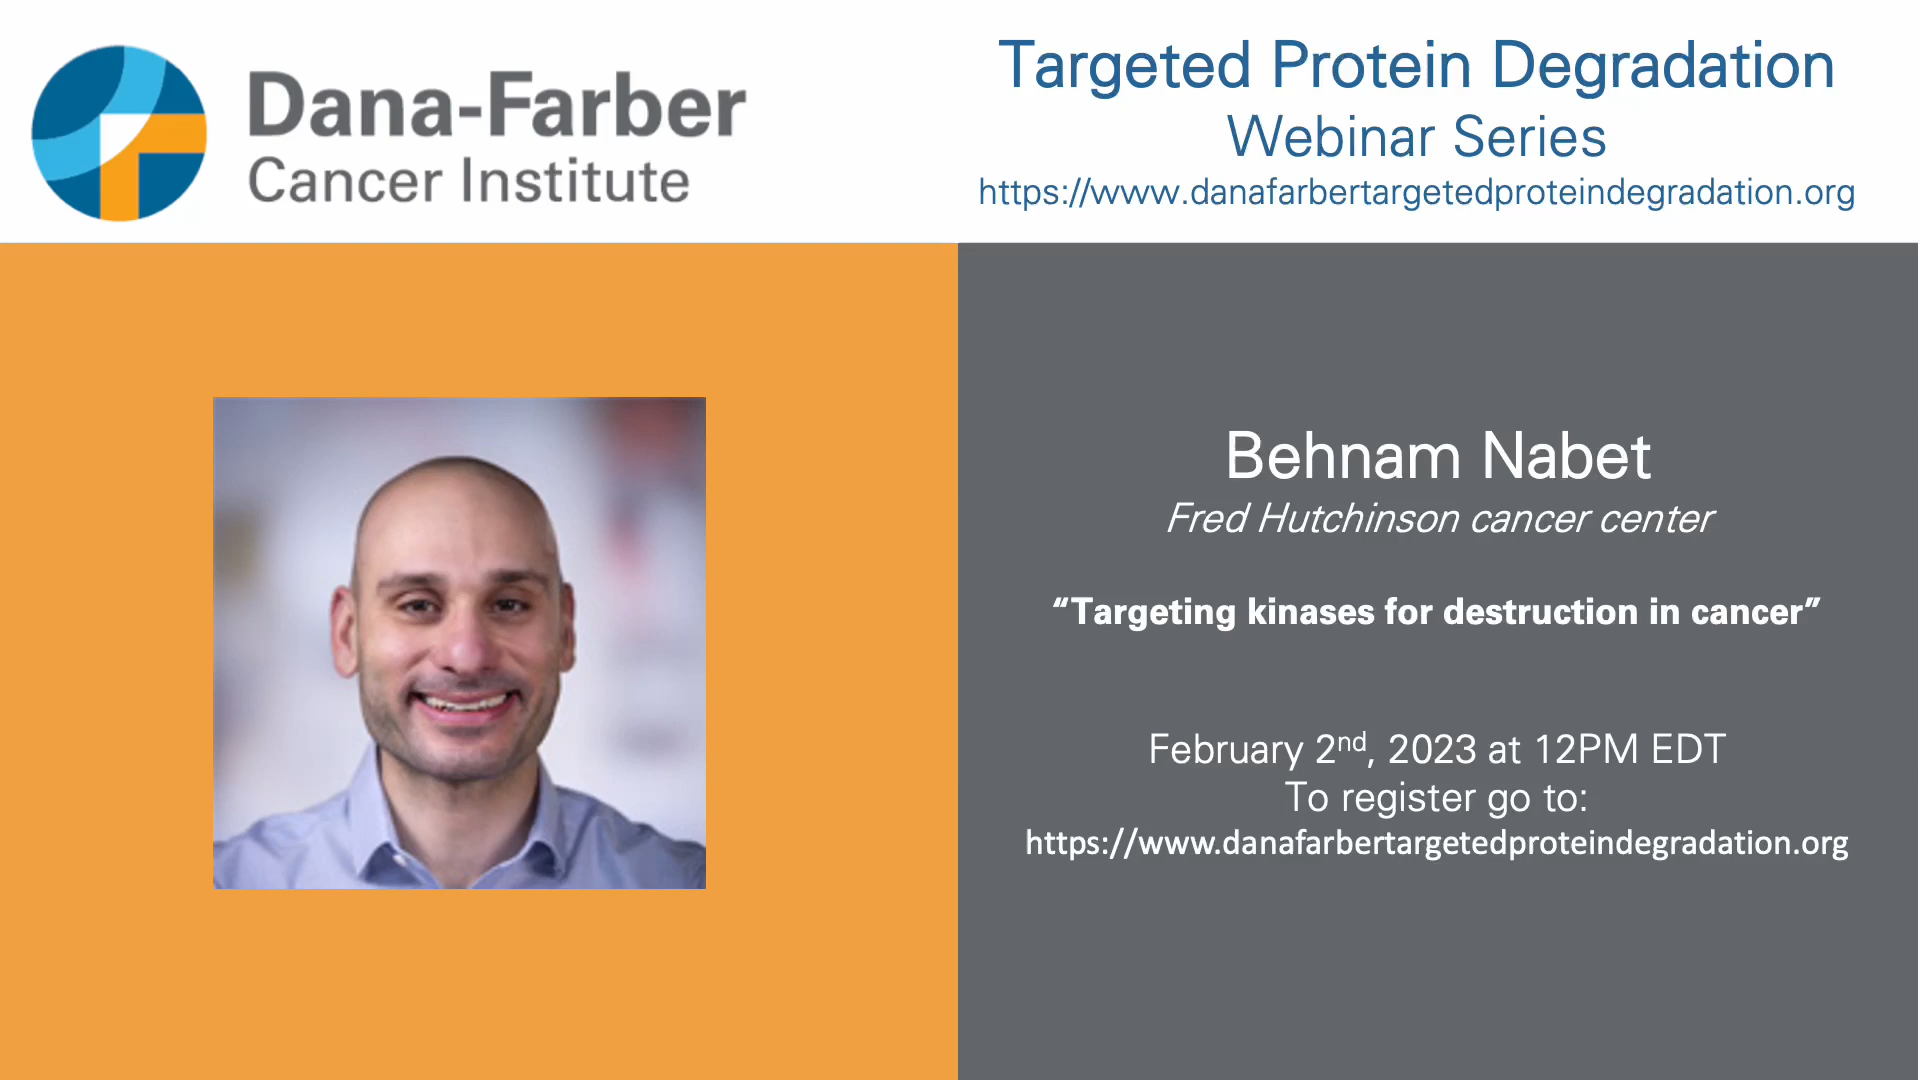 Dana-Farber
Cancer Institute
Targeted Protein Degradation
Webinar Series
https://www.danafarbertargetedproteindegradation.org
Behnam Nabet
Fred Hutchinson cancer center
“Targeting kinases for destruction in cancer”
February 2nd, 2023 at 12PM EDT
To register go to:
https://www.danafarbertargetedproteindegradation.org